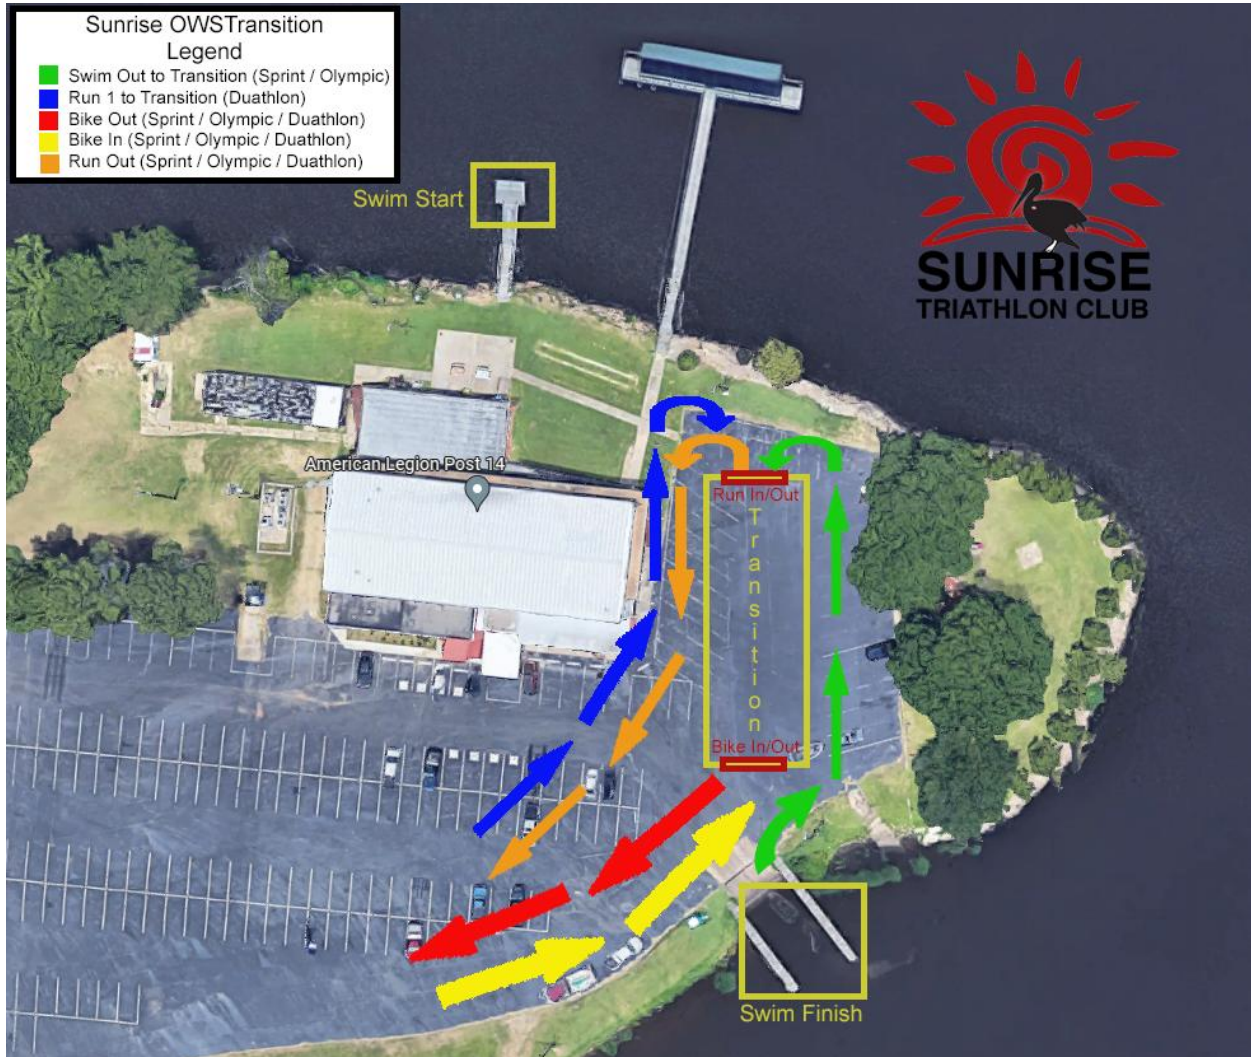 Sunrise OWSTransition
Legend
Swim Out to Transition (Sprint / Olympic)
Run 1 to Transition (Duathlon)
Bike Out (Sprint / Olympic / Duathlon)
Bike In (Sprint / Olympic / Duathlon)
Run Out (Sprint / Olympic / Duathlon)
Swim Start
SUNRISE
TRIATHLON CLUB
American Legion Post 14
Run In/Out
Transition
Bike In/Out
Swim Finish